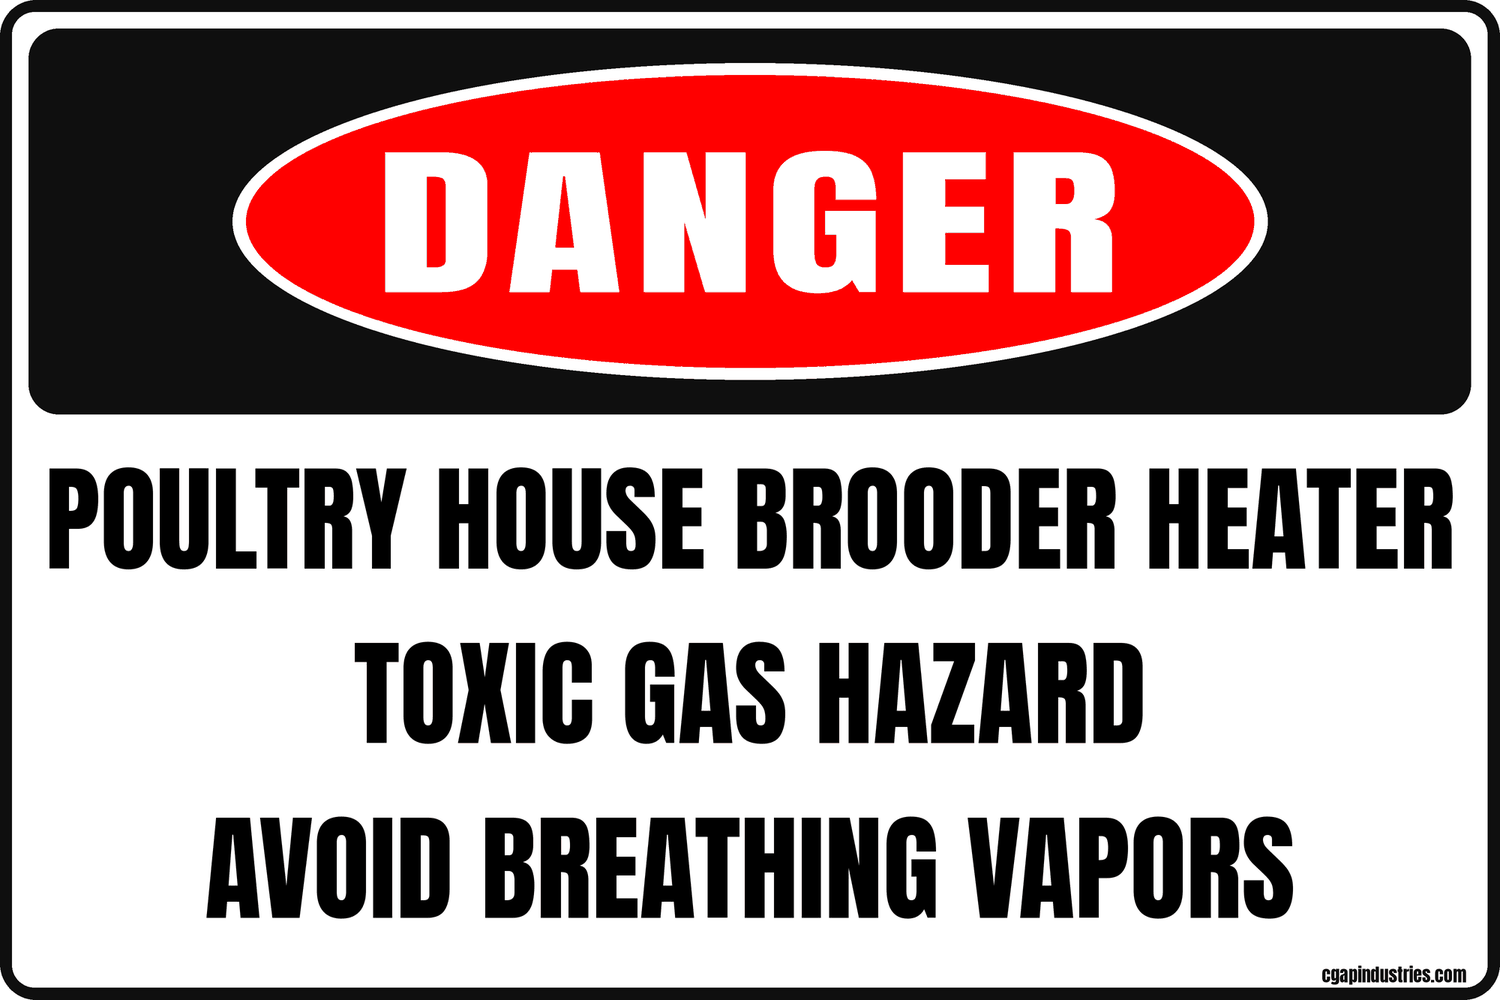 DANGER
POULTRY HOUSE BROODER HEATER
TOXIC GAS HAZARD
AVOID BREATHING VAPORS
cgapindustries.com